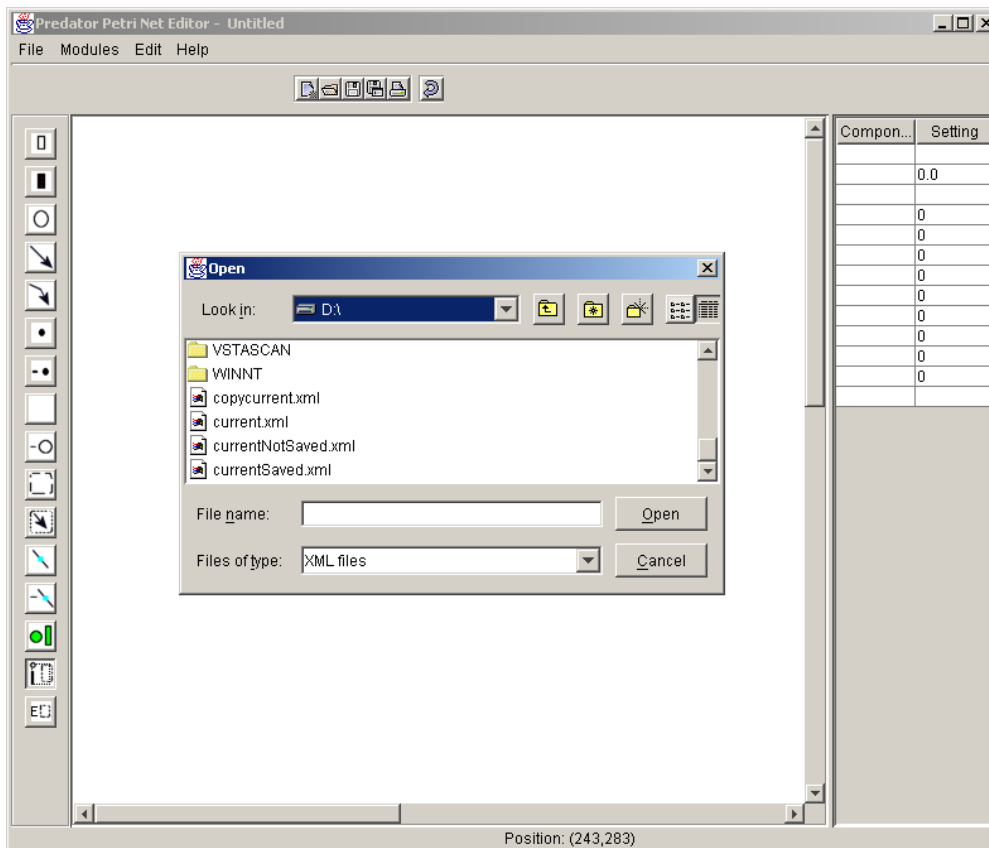 Predator Petri Net Editor - Untitled
File Modules Edit Help
Compon... Setting
0.0
0
0
0
0
0
0
0
0
0
Open
Look in: D:\
VSTASCAN
WINNT
copycurrent.xml
current.xml
currentNotSaved.xml
currentSaved.xml
File name: Open
Files of type: XML files Cancel
E
Position: (243,283)